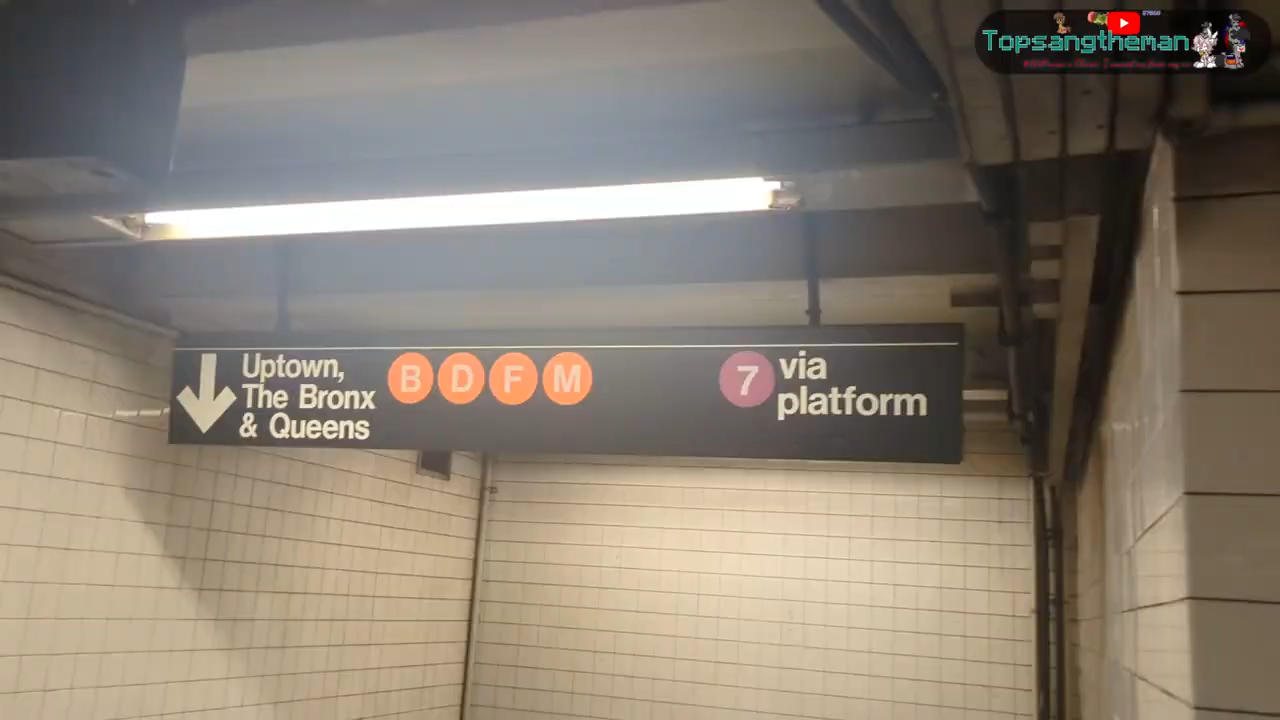 Topsangtheman
Uptown,
The Bronx
& Queens
B D F M
7
via
platform